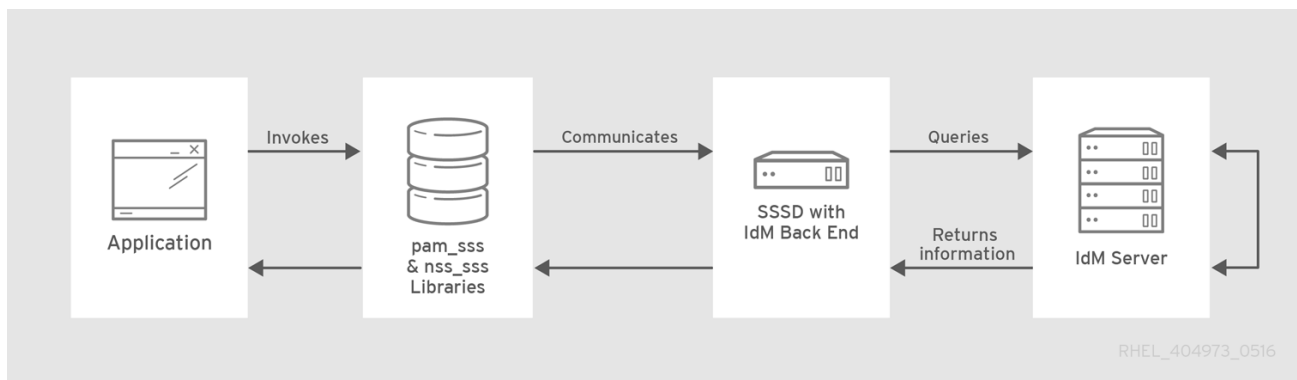 Invokes
Communicates
Queries
Application
pam_sss
& nss_sss
Libraries
SSSD with
IdM Back End
Returns
information
IdM Server
RHEL_404973_0516